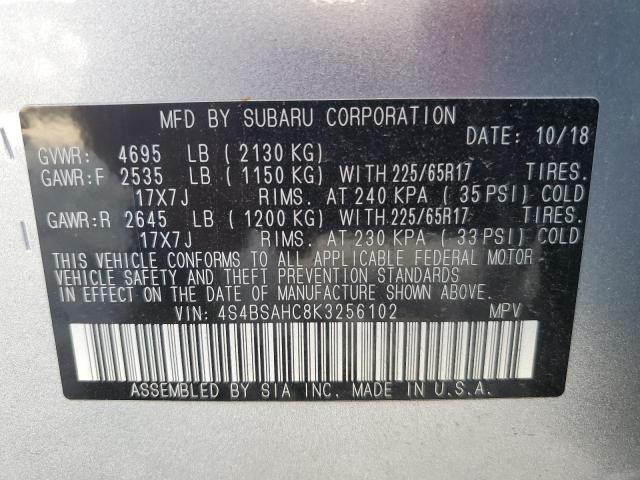 MFD BY SUBARU CORPORATION
DATE: 10/18
GVWR: 4695 LB ( 2130 KG)
GAWR:F 2535 LB ( 1150 KG) WITH 225/65R17 TIRES.
17X7J RIMS. AT 240 KPA ( 35 PSI) COLD
GAWR:R 2645 LB ( 1200 KG) WITH 225/65R17 TIRES.
17X7J RIMS. AT 230 KPA ( 33 PSI) COLD
THIS VEHICLE CONFORMS TO ALL APPLICABLE FEDERAL MOTOR
VEHICLE SAFETY AND THEFT PREVENTION STANDARDS
IN EFFECT ON THE DATE OF MANUFACTURE SHOWN ABOVE.
VIN: 4S4BSAHC8K3256102 MPV
ASSEMBLED BY SIA INC. MADE IN U.S.A.